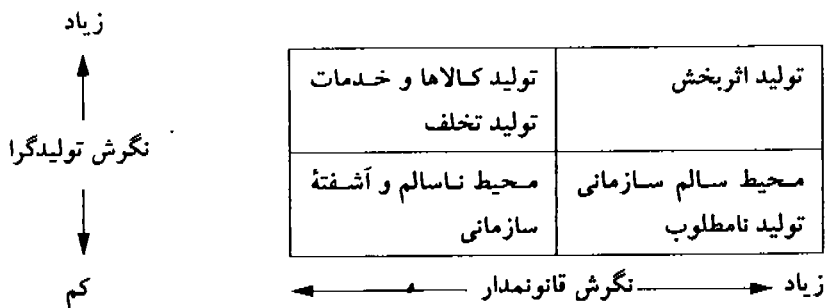 زیاد
نگرش تولیدگرا
کم
تولید اثربخش
تولید کالاها و خدمات
تولید تخلف
محیط سالم سازمانی
تولید نامطلوب
محیط ناسالم و آشفتهٔ
سازمانی
زیاد نگرش قانونمدار